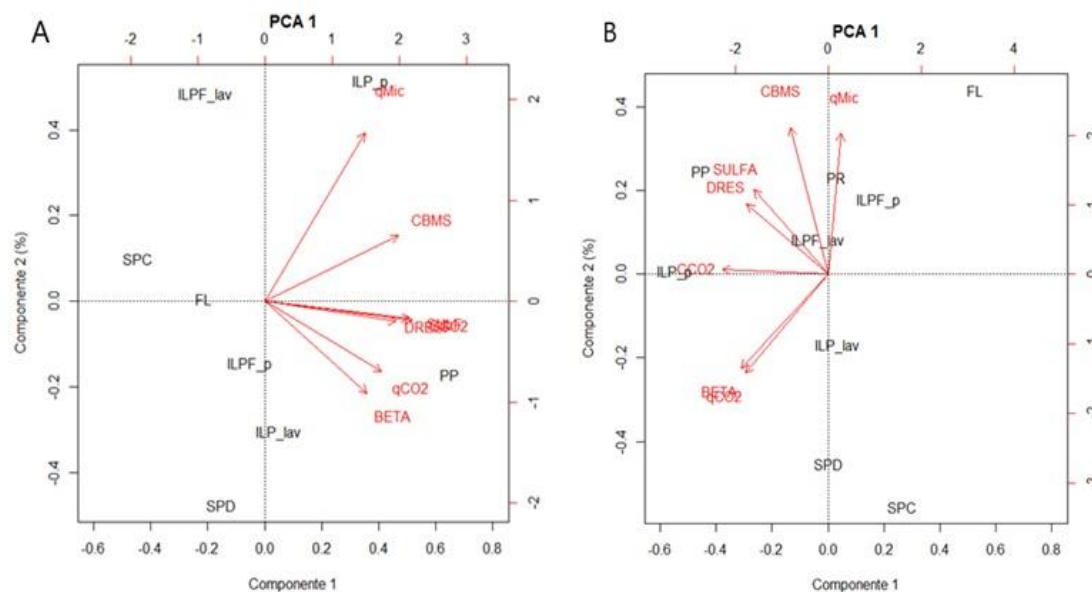 A
PCA 1
-2 -1 0 1 2 3
ILP_p
ILPF_lav
qMic
2
0.4
CBMS
1
0.2
SPC
FL
0.0
0
DRES
ILPF_p
PP
-0.2
qCO2
BETA
-1
ILP_lav
-0.4
SPD
-2
Componente 2 (%)
-0.6 -0.4 -0.2 0.0 0.2 0.4 0.6 0.8
Componente 1
B
PCA 1
-2 0 2 4
CBMS
qMic
FL
0.4
SULFA
PP
DRES
PR
ILPF_p
0.2
ILPF_lav
ILP_p
CCO2
0.0
ILP_lav
-0.2
BETA
qCO2
-0.4
SPD
SPC
Componente 2 (%)
-0.6 -0.4 -0.2 0.0 0.2 0.4 0.6 0.8
Componente 1